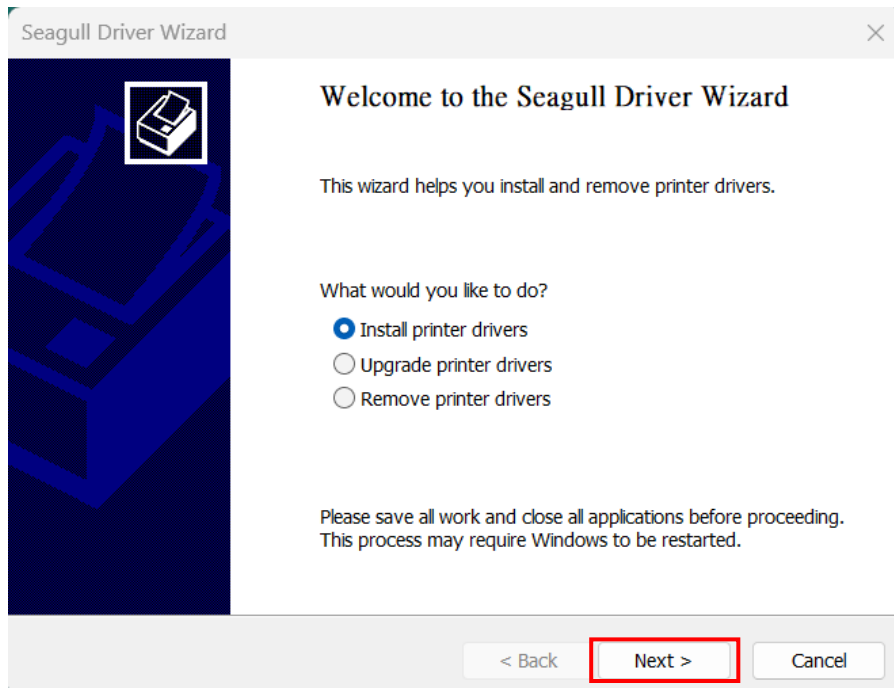 Seagull Driver Wizard
Welcome to the Seagull Driver Wizard
This wizard helps you install and remove printer drivers.
What would you like to do?
Install printer drivers
Upgrade printer drivers
Remove printer drivers
Please save all work and close all applications before proceeding.
This process may require Windows to be restarted.
< Back Next > Cancel